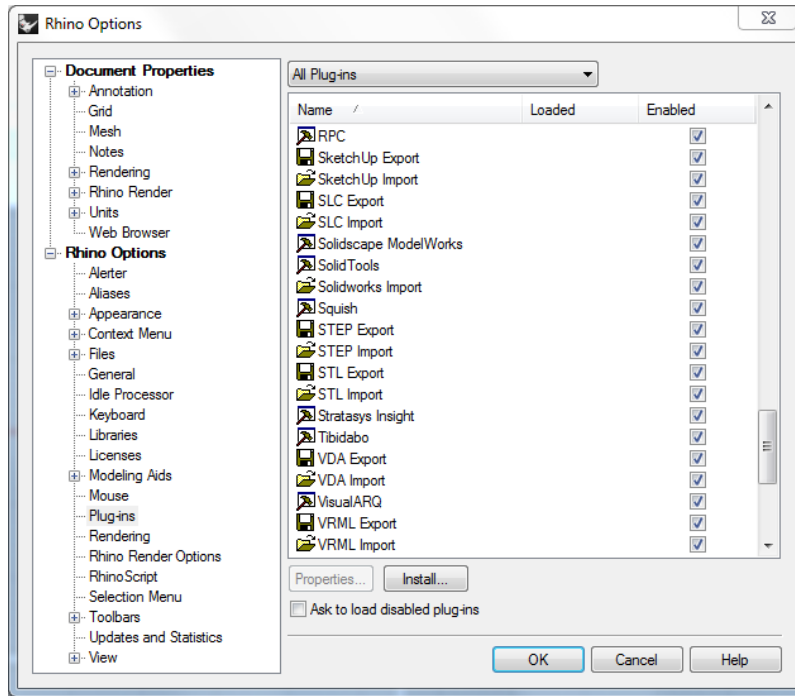 Rhino Options
Document Properties
Annotation
Grid
Mesh
Notes
Rendering
Rhino Render
Units
Web Browser
Rhino Options
Alerter
Aliases
Appearance
Context Menu
Files
General
Idle Processor
Keyboard
Libraries
Licenses
Modeling Aids
Mouse
Plug-ins
Rendering
Rhino Render Options
RhinoScript
Selection Menu
Toolbars
Updates and Statistics
View
All Plug-ins
Name Loaded Enabled
RPC
SketchUp Export
SketchUp Import
SLC Export
SLC Import
Solidscape ModelWorks
SolidTools
Solidworks Import
Squish
STEP Export
STEP Import
STL Export
STL Import
Stratasys Insight
Tibidabo
VDA Export
VDA Import
VisualARQ
VRML Export
VRML Import
Properties... Install...
Ask to load disabled plug-ins
OK Cancel Help